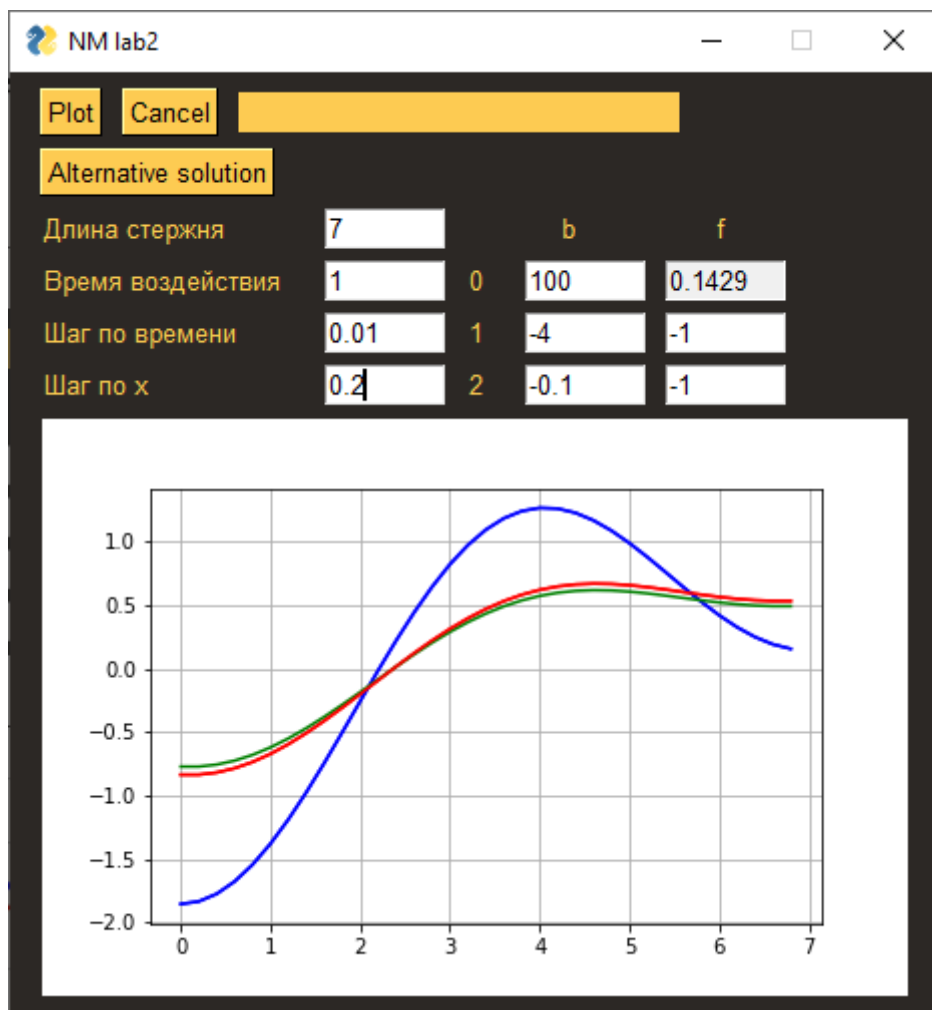 NM lab2
Plot Cancel
Alternative solution
Длина стержня 7 b f
Время воздействия 1 0 100 0.1429
Шаг по времени 0.01 1 -4 -1
Шаг по x 0.2 2 -0.1 -1
1.0
0.5
0.0
−0.5
−1.0
−1.5
−2.0
0 1 2 3 4 5 6 7